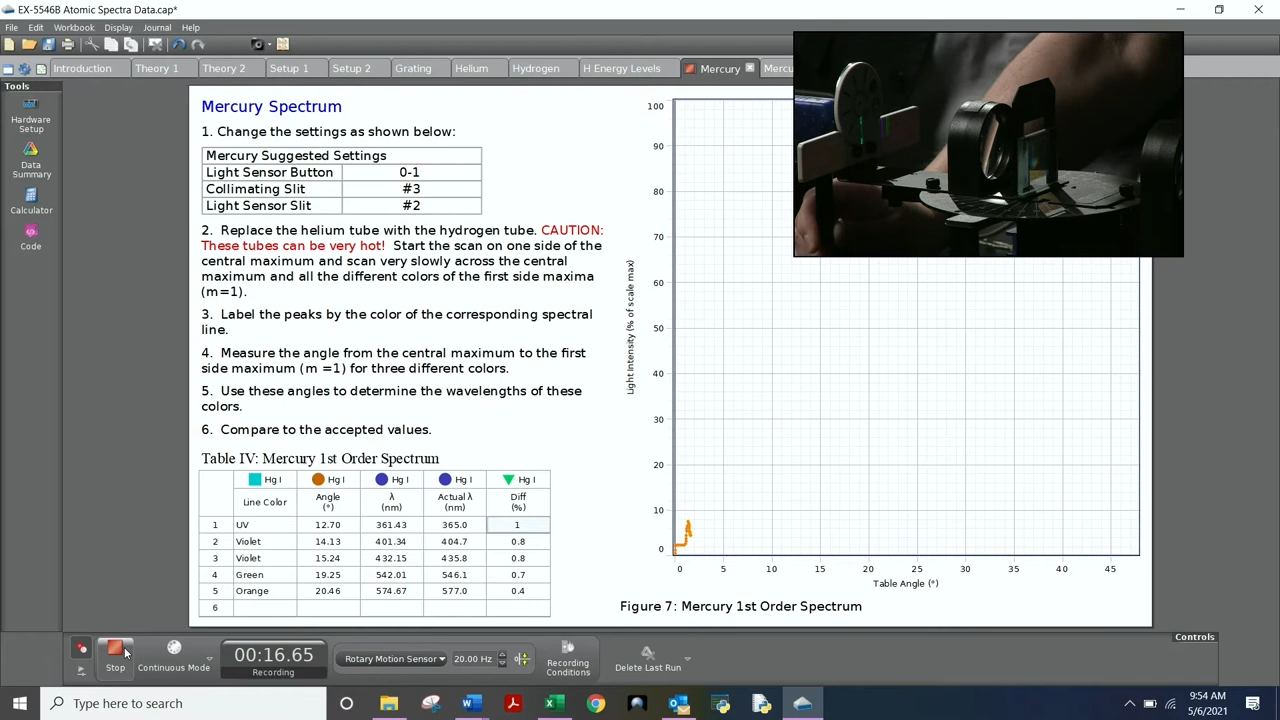 EX-5546B Atomic Spectra Data.cap*
File Edit Workbook Display Journal Help
Introduction Theory 1 Theory 2 Setup 1 Setup 2 Grating Helium Hydrogen H Energy Levels Mercury Mercu
Tools
Hardware
Setup
Data
Summary
Calculator
Code
Mercury Spectrum
1. Change the settings as shown below:
Mercury Suggested Settings
Light Sensor Button 0-1
Collimating Slit #3
Light Sensor Slit #2
2. Replace the helium tube with the hydrogen tube. CAUTION:
These tubes can be very hot! Start the scan on one side of the
central maximum and scan very slowly across the central
maximum and all the different colors of the first side maxima
(m=1).
3. Label the peaks by the color of the corresponding spectral
line.
4. Measure the angle from the central maximum to the first
side maximum (m =1) for three different colors.
5. Use these angles to determine the wavelengths of these
colors.
6. Compare to the accepted values.
Table IV: Mercury 1st Order Spectrum
Hg I Hg I Hg I Hg I Hg I
Line Color Angle (°) λ (nm) Actual λ (nm) Diff (%)
1 UV 12.70 361.43 365.0 1
2 Violet 14.13 401.34 404.7 0.8
3 Violet 15.24 432.15 435.8 0.8
4 Green 19.25 542.01 546.1 0.7
5 Orange 20.46 574.67 577.0 0.4
6
100
90
80
70
60
50
40
30
20
10
0
Light Intensity (% of scale max)
0 5 10 15 20 25 30 35 40 45
Table Angle (°)
Figure 7: Mercury 1st Order Spectrum
Controls
Stop
Continuous Mode
00:16.65
Recording
Rotary Motion Sensor
20.00 Hz
Recording
Conditions
Delete Last Run
Type here to search
9:54 AM
5/6/2021